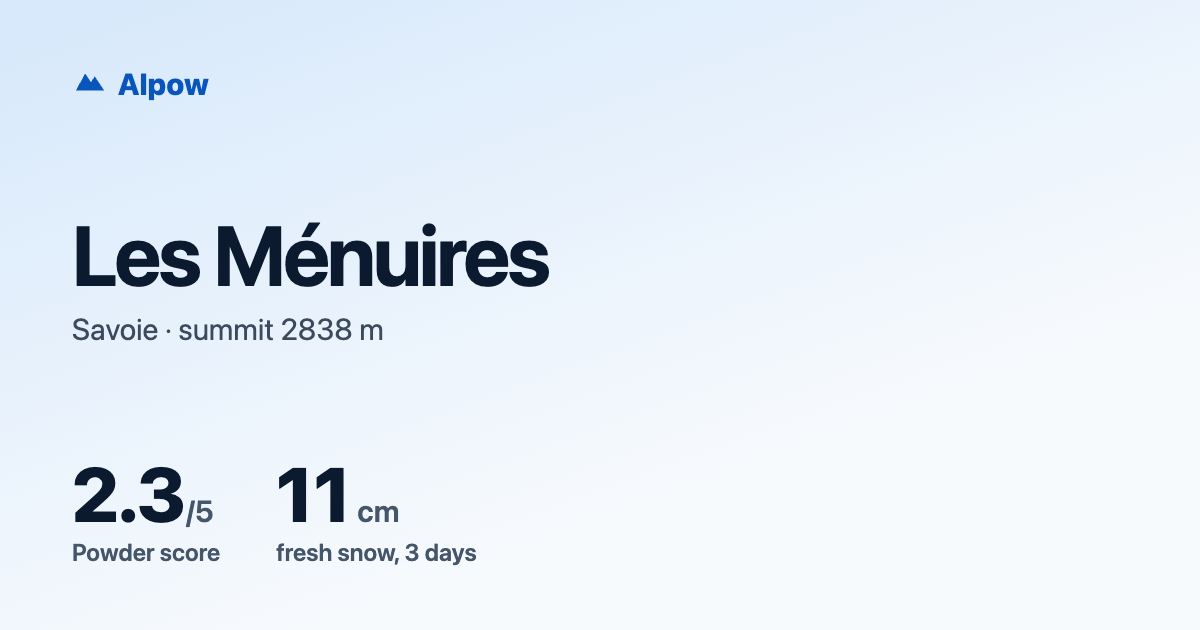 Alpow
Les Ménuires
Savoie · summit 2838 m
2.3/5
Powder score
11 cm
fresh snow, 3 days